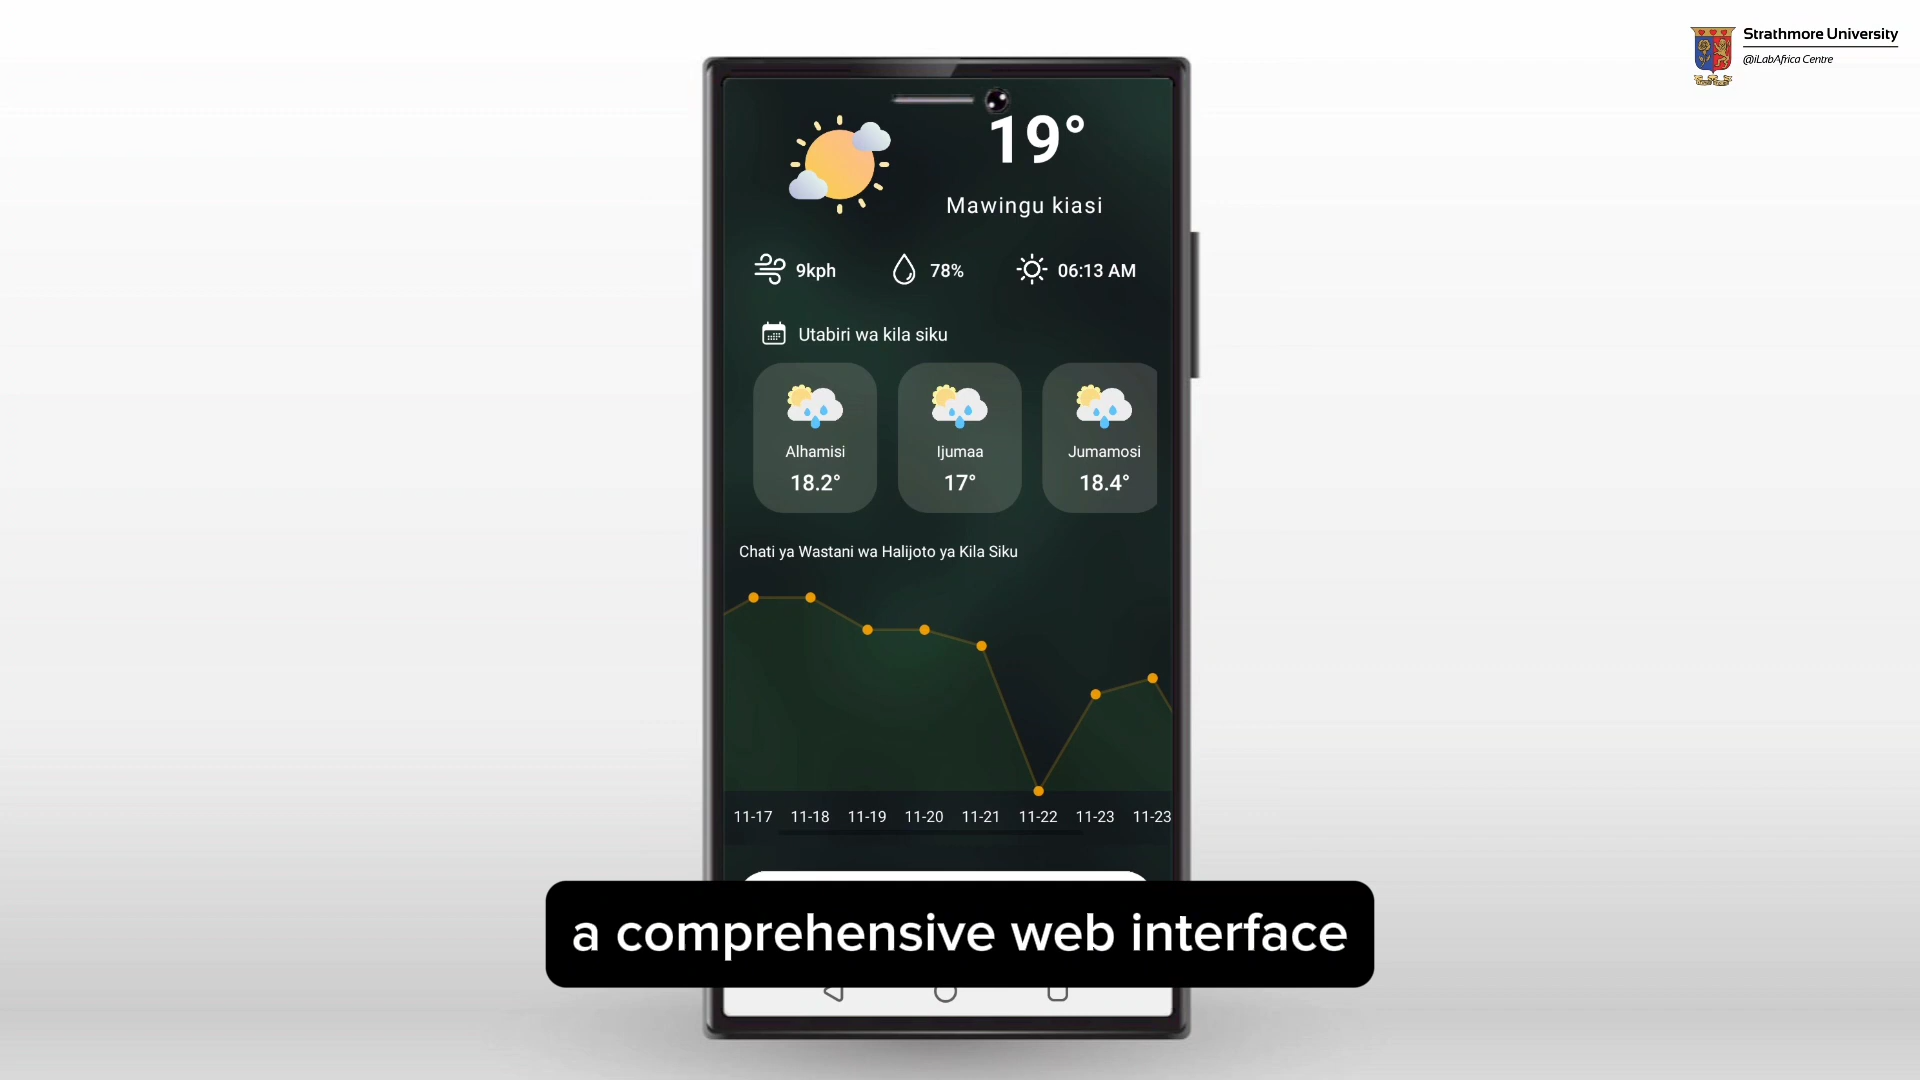 Strathmore University
@iLabAfrica Centre
19°
Mawingu kiasi
9kph 78% 06:13 AM
Utabiri wa kila siku
Alhamisi Ijumaa Jumamosi
18.2° 17° 18.4°
Chati ya Wastani wa Halijoto ya Kila Siku
11-17 11-18 11-19 11-20 11-21 11-22 11-23 11-23
a comprehensive web interface